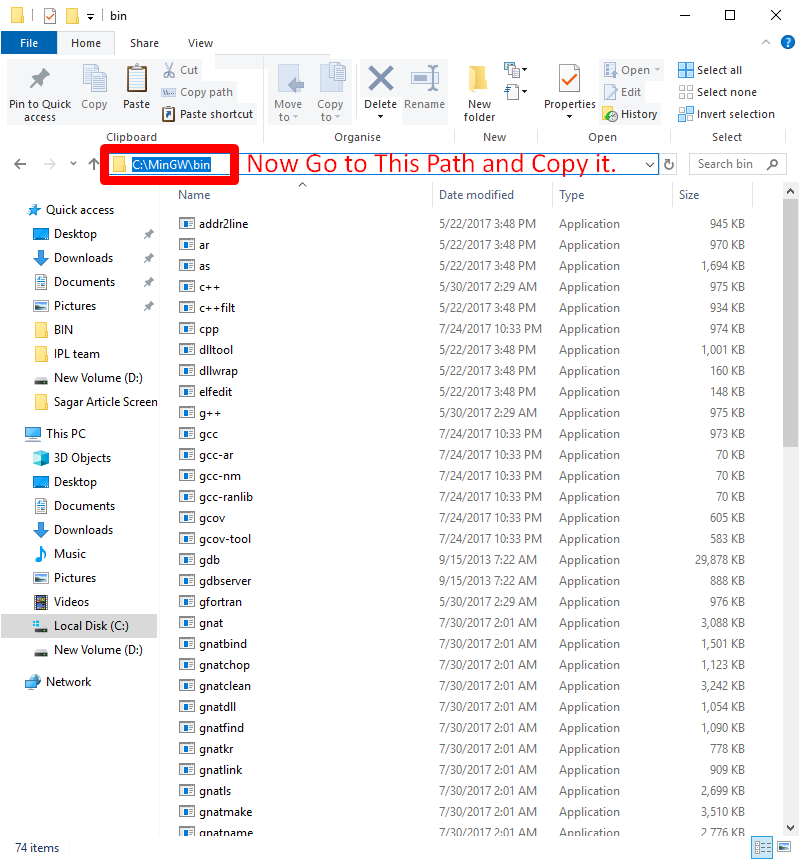 bin
File Home Share View
Pin to Quick access
Copy
Paste
Cut
Copy path
Paste shortcut
Move to
Copy to
Delete
Rename
New folder
Properties
Open
Edit
History
Select all
Select none
Invert selection
Clipboard Organise New Open Select
C:\MinGW\bin Now Go to This Path and Copy it. Search bin
Name Date modified Type Size
Quick access
Desktop
Downloads
Documents
Pictures
BIN
IPL team
New Volume (D:)
Sagar Article Screen
This PC
3D Objects
Desktop
Documents
Downloads
Music
Pictures
Videos
Local Disk (C:)
New Volume (D:)
Network
addr2line 5/22/2017 3:48 PM Application 945 KB
ar 5/22/2017 3:48 PM Application 970 KB
as 5/22/2017 3:48 PM Application 1,694 KB
c++ 5/30/2017 2:29 AM Application 975 KB
c++filt 5/22/2017 3:48 PM Application 934 KB
cpp 7/24/2017 10:33 PM Application 974 KB
dlltool 5/22/2017 3:48 PM Application 1,001 KB
dllwrap 5/22/2017 3:48 PM Application 160 KB
elfedit 5/22/2017 3:48 PM Application 148 KB
g++ 5/30/2017 2:29 AM Application 975 KB
gcc 7/24/2017 10:33 PM Application 973 KB
gcc-ar 7/24/2017 10:33 PM Application 70 KB
gcc-nm 7/24/2017 10:33 PM Application 70 KB
gcc-ranlib 7/24/2017 10:33 PM Application 70 KB
gcov 7/24/2017 10:33 PM Application 605 KB
gcov-tool 7/24/2017 10:33 PM Application 583 KB
gdb 9/15/2013 7:22 AM Application 29,878 KB
gdbserver 9/15/2013 7:22 AM Application 888 KB
gfortran 5/30/2017 2:29 AM Application 976 KB
gnat 7/30/2017 2:01 AM Application 3,088 KB
gnatbind 7/30/2017 2:01 AM Application 1,501 KB
gnatchop 7/30/2017 2:01 AM Application 1,123 KB
gnatclean 7/30/2017 2:01 AM Application 3,242 KB
gnatdll 7/30/2017 2:01 AM Application 1,054 KB
gnatfind 7/30/2017 2:01 AM Application 1,090 KB
gnatkr 7/30/2017 2:01 AM Application 778 KB
gnatlink 7/30/2017 2:01 AM Application 909 KB
gnatls 7/30/2017 2:01 AM Application 2,699 KB
gnatmake 7/30/2017 2:01 AM Application 3,510 KB
gnatname 7/30/2017 2:01 AM Application 2,776 KB
74 items